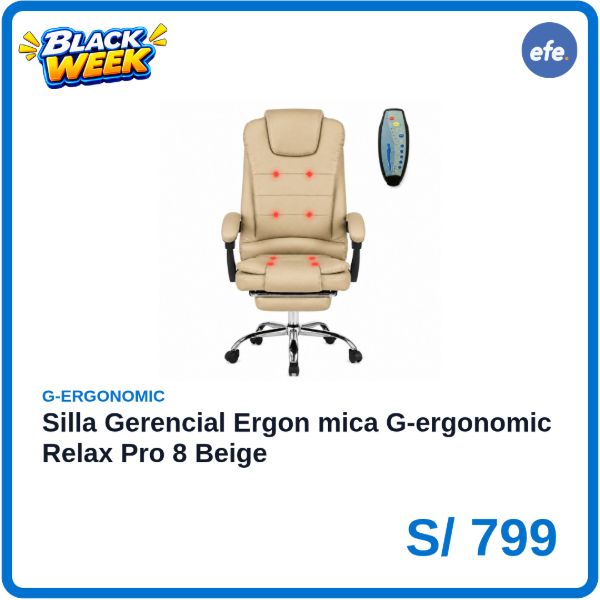 BLACK
WEEK
efe.
G-ERGONOMIC
Silla Gerencial Ergon mica G-ergonomic
Relax Pro 8 Beige
S/ 799